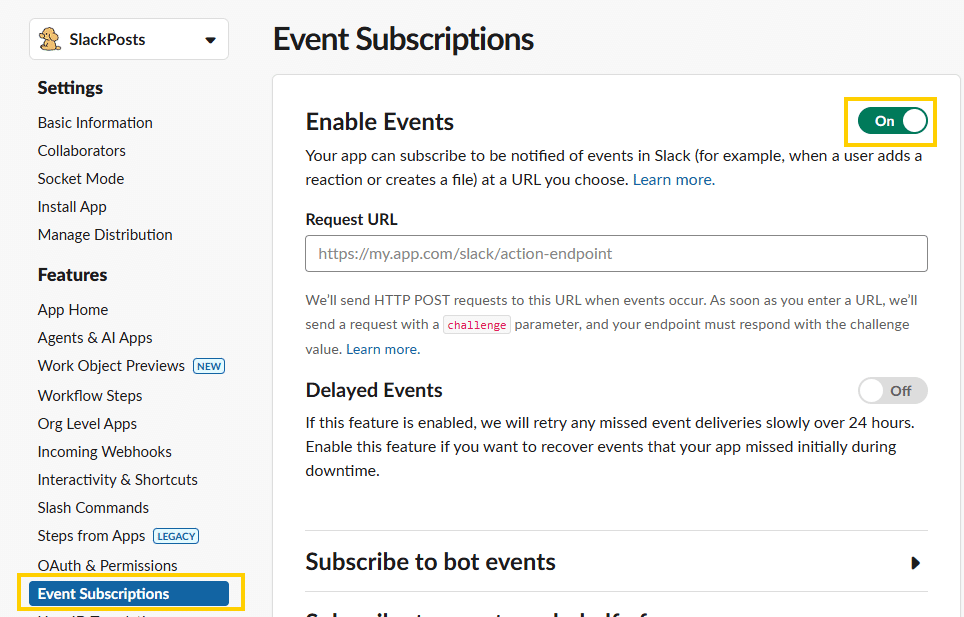 SlackPosts
Settings
Basic Information
Collaborators
Socket Mode
Install App
Manage Distribution
Features
App Home
Agents & AI Apps
Work Object Previews NEW
Workflow Steps
Org Level Apps
Incoming Webhooks
Interactivity & Shortcuts
Slash Commands
Steps from Apps LEGACY
OAuth & Permissions
Event Subscriptions
Event Subscriptions
Enable Events
On
Your app can subscribe to be notified of events in Slack (for example, when a user adds a
reaction or creates a file) at a URL you choose. Learn more.
Request URL
https://my.app.com/slack/action-endpoint
We'll send HTTP POST requests to this URL when events occur. As soon as you enter a URL, we'll
send a request with a challenge parameter, and your endpoint must respond with the challenge
value. Learn more.
Delayed Events
Off
If this feature is enabled, we will retry any missed event deliveries slowly over 24 hours.
Enable this feature if you want to recover events that your app missed initially during
downtime.
Subscribe to bot events